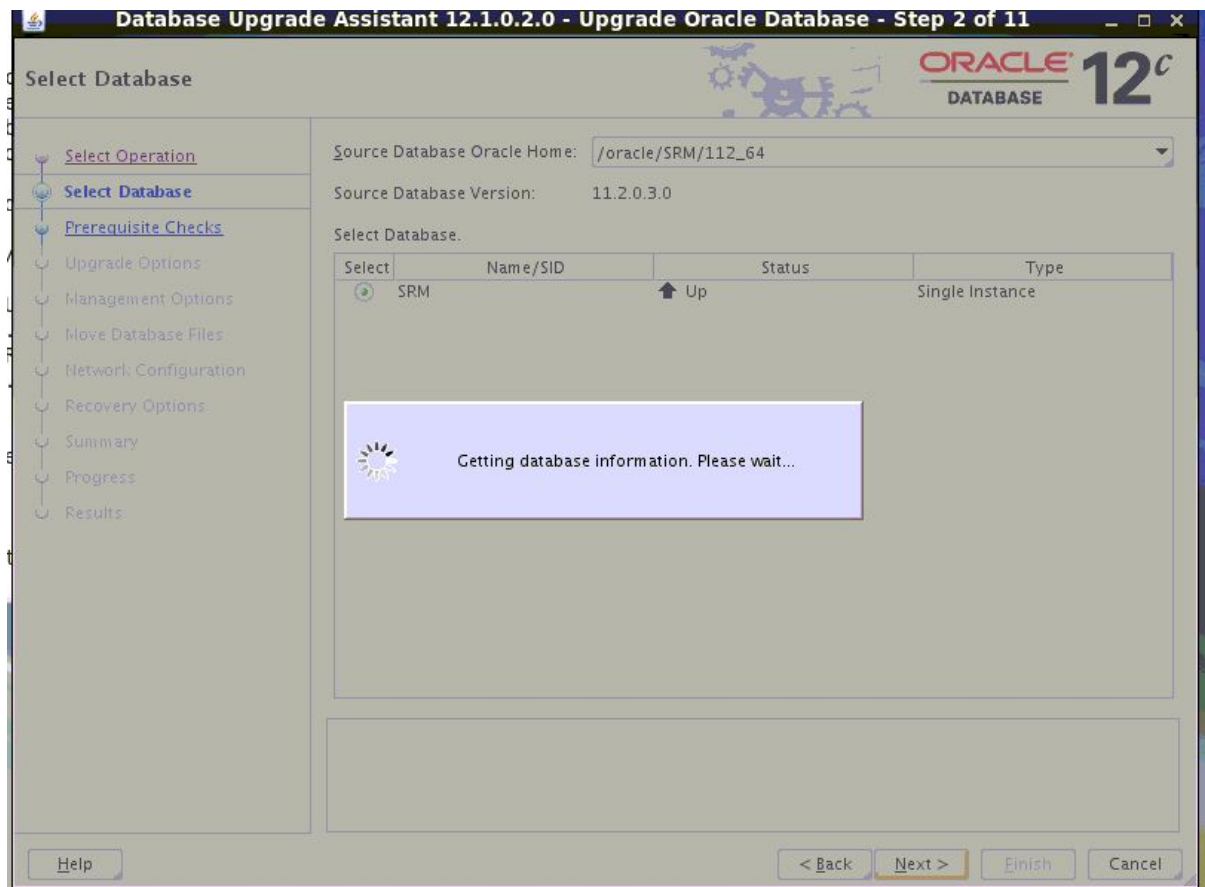 Database Upgrade Assistant 12.1.0.2.0 - Upgrade Oracle Database - Step 2 of 11
Select Database
ORACLE
DATABASE
12c
Select Operation
Select Database
Prerequisite Checks
Upgrade Options
Management Options
Move Database Files
Network Configuration
Recovery Options
Summary
Progress
Results
Source Database Oracle Home: /oracle/SRM/112_64
Source Database Version: 11.2.0.3.0
Select Database.
Select Name/SID Status Type
SRM Up Single Instance
Getting database information. Please wait...
Help < Back Next > Finish Cancel